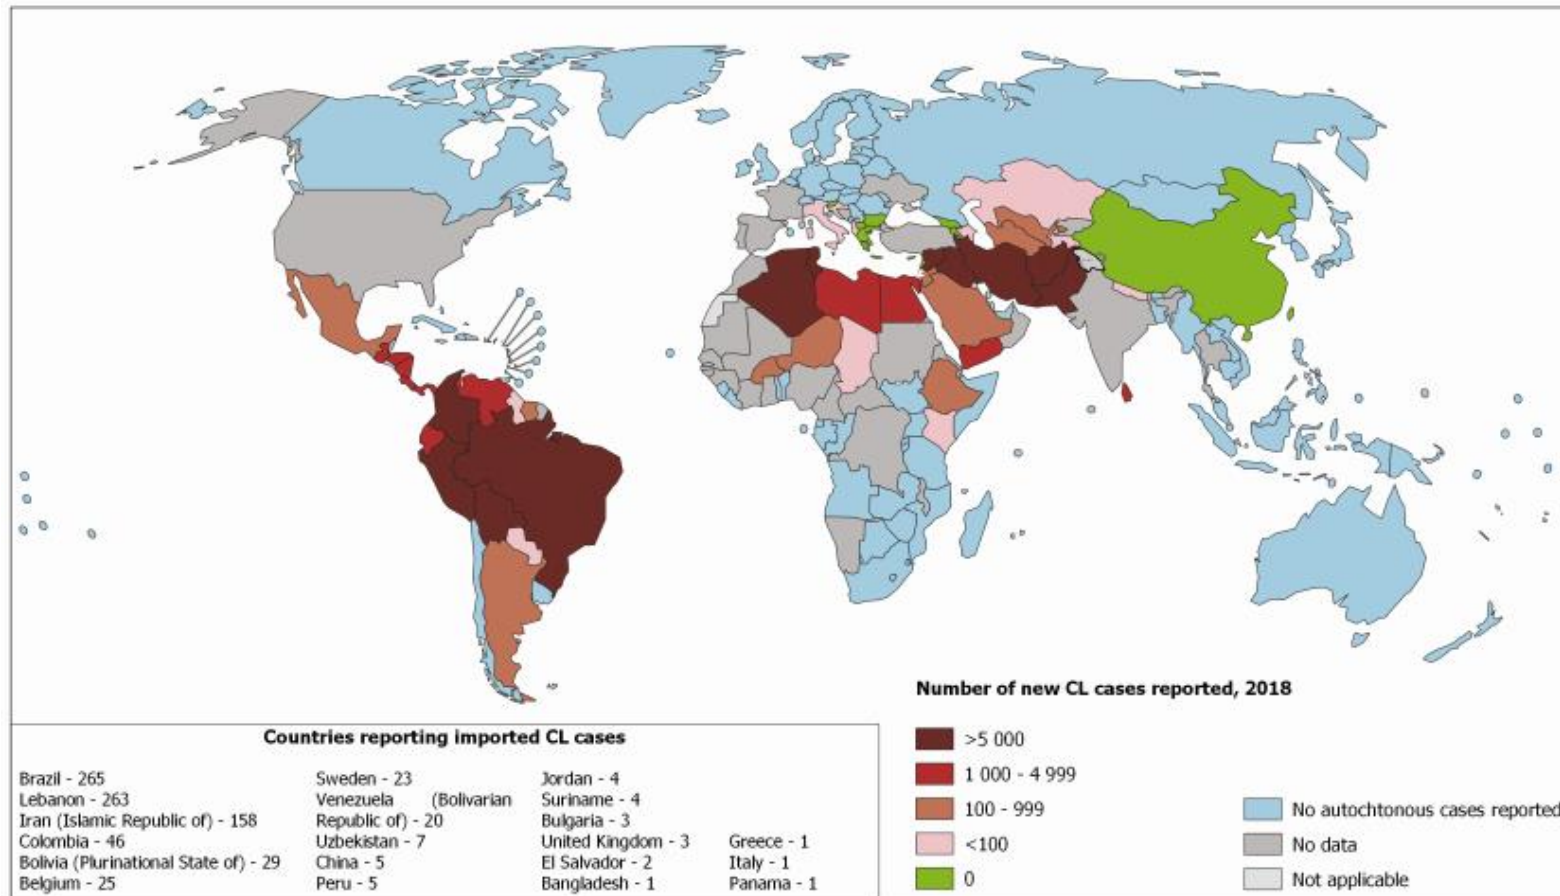 Countries reporting imported CL cases
Brazil - 265
Lebanon - 263
Iran (Islamic Republic of) - 158
Colombia - 46
Bolivia (Plurinational State of) - 29
Belgium - 25
Sweden - 23
Venezuela (Bolivarian
Republic of) - 20
Uzbekistan - 7
China - 5
Peru - 5
Jordan - 4
Suriname - 4
Bulgaria - 3
United Kingdom - 3
El Salvador - 2
Bangladesh - 1
Greece - 1
Italy - 1
Panama - 1
Number of new CL cases reported, 2018
>5 000
1 000 - 4 999
100 - 999
<100
0
No autochtonous cases reported
No data
Not applicable